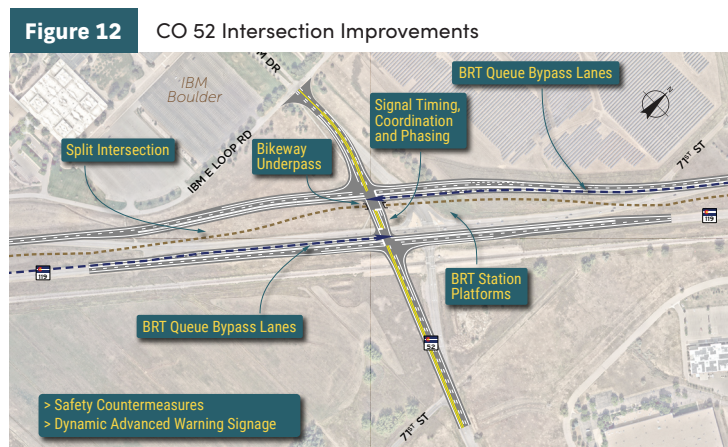 Figure 12
CO 52 Intersection Improvements
IBM
Boulder
DR
BRT Queue Bypass Lanes
Signal Timing,
Coordination
and Phasing
N
71ST ST
IBM E LOOP RD
Split Intersection
Bikeway
Underpass
119
119
BRT Station
Platforms
BRT Queue Bypass Lanes
52
> Safety Countermeasures
> Dynamic Advanced Warning Signage
71ST ST